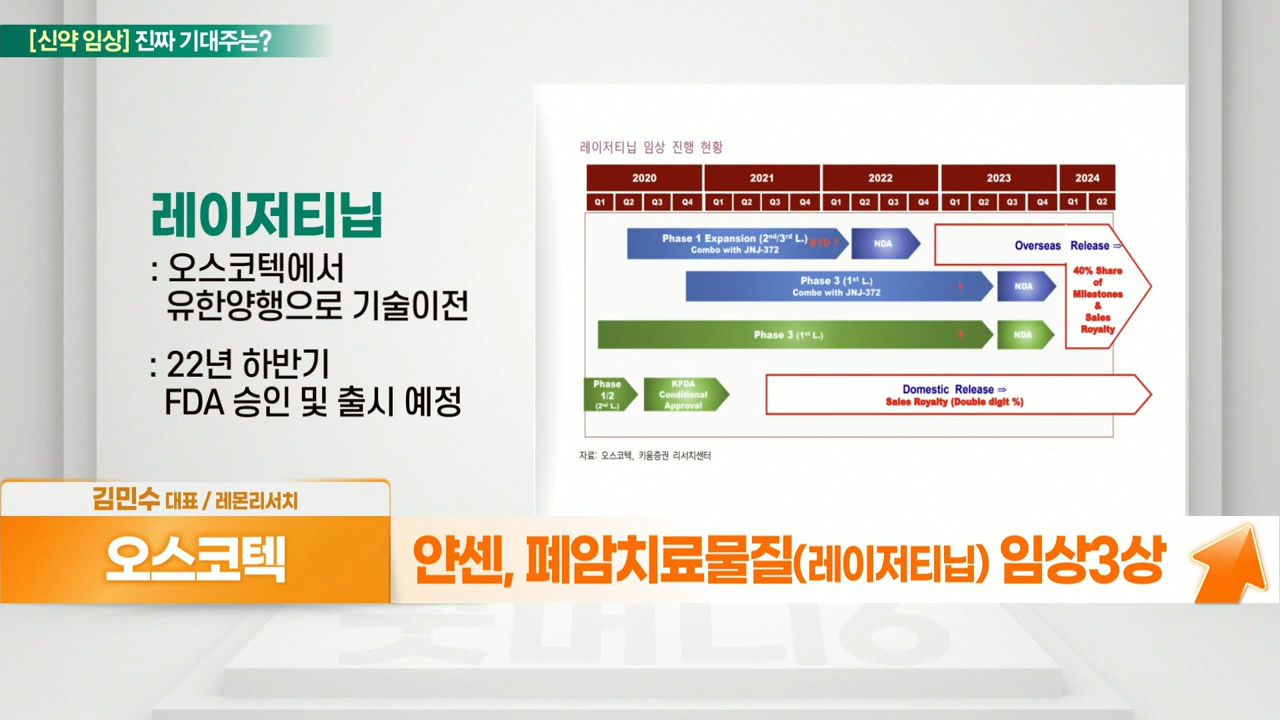 [신약 임상] 진짜 기대주는?
레이저티닙
: 오스코텍에서
유한양행으로 기술이전
: 22년 하반기
FDA 승인 및 출시 예정
레이저티닙 임상 진행 현황
2020 2021 2022 2023 2024
Q1 Q2 Q3 Q4 Q1 Q2 Q3 Q4 Q1 Q2 Q3 Q4 Q1 Q2 Q3 Q4 Q1 Q2
Phase 1 Expansion (2nd/3rd L.) BTD ? NDA
Combo with JNJ-372
Overseas Release ⇒
Phase 3 (1st L.) ? NDA
Combo with JNJ-372
40% Share
of
Milestones
&
Sales
Royalty
Phase 3 (1st L.) ? NDA
Phase
1/2
(2nd L.)
KFDA
Conditional
Approval
Domestic Release ⇒
Sales Royalty (Double digit %)
자료: 오스코텍, 키움증권 리서치센터
김민수 대표 / 레몬리서치
오스코텍
얀센, 폐암치료물질(레이저티닙) 임상3상